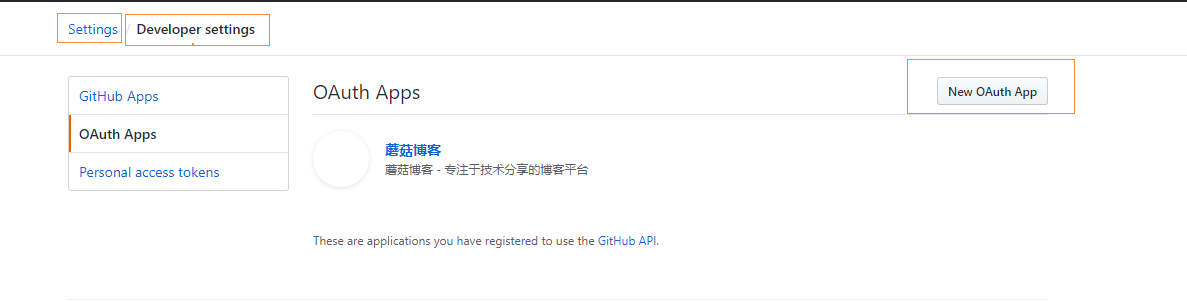 Settings / Developer settings
GitHub Apps
OAuth Apps
Personal access tokens
OAuth Apps
New OAuth App
蘑菇博客
蘑菇博客 - 专注于技术分享的博客平台
These are applications you have registered to use the GitHub API.